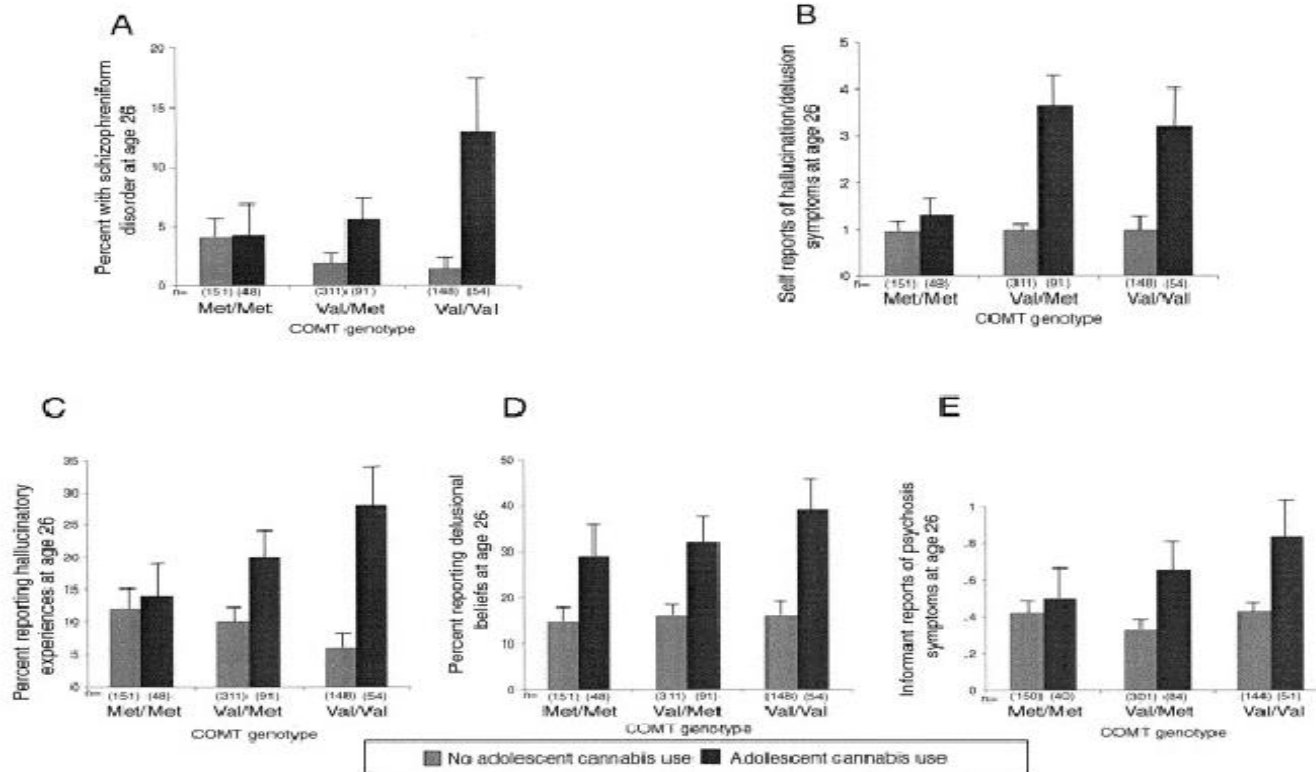 A
Percent with schizophreniform
disorder at age 26
20
15
10
5
0
n= (151) (48) (311) (91) (148) (54)
Met/Met Val/Met Val/Val
COMT genotype
B
Self reports of hallucination/delusion
symptoms at age 26
5
4
3
2
1
0
n= (151) (48) (311) (91) (148) (54)
Met/Met Val/Met Val/Val
COMT genotype
C
Percent reporting hallucinatory
experiences at age 26
35
30
25
20
15
10
5
0
n= (151) (48) (311) (91) (148) (54)
Met/Met Val/Met Val/Val
COMT genotype
D
Percent reporting delusional
beliefs at age 26
50
40
30
20
10
0
n= (151) (48) (311) (91) (148) (54)
Met/Met Val/Met Val/Val
COMT genotype
E
Informant reports of psychosis
symptoms at age 26
1
.8
.6
.4
.2
0
n= (150) (301) (84) (144) (51)
Met/Met Val/Met Val/Val
COMT genotype
No adolescent cannabis use Adolescent cannabis use